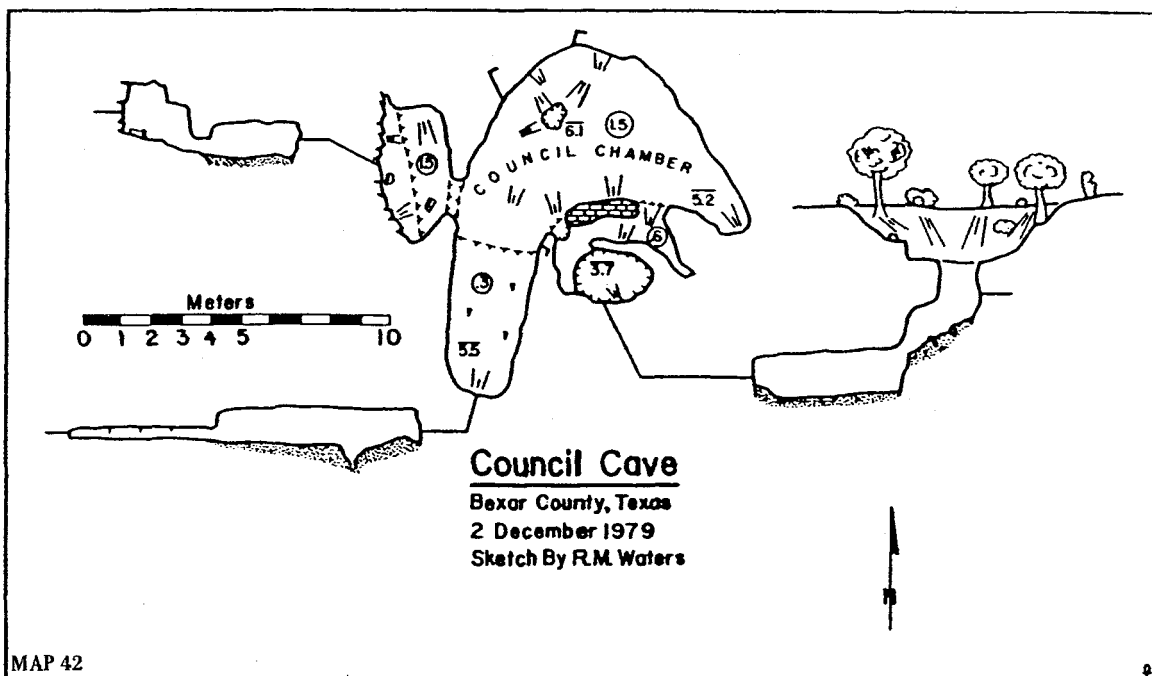 6.1
1.5
COUNCIL CHAMBER
1.5
5.2
.6
3.7
.3
5.5
Meters
0 1 2 3 4 5 10
Council Cave
Bexar County, Texas
2 December 1979
Sketch By R.M. Waters
N
MAP 42